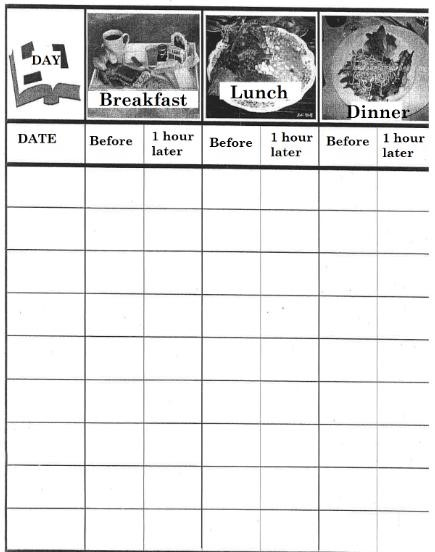 DAY
Breakfast
Lunch
Dinner
DATE
Before
1 hour
later
Before
1 hour
later
Before
1 hour
later